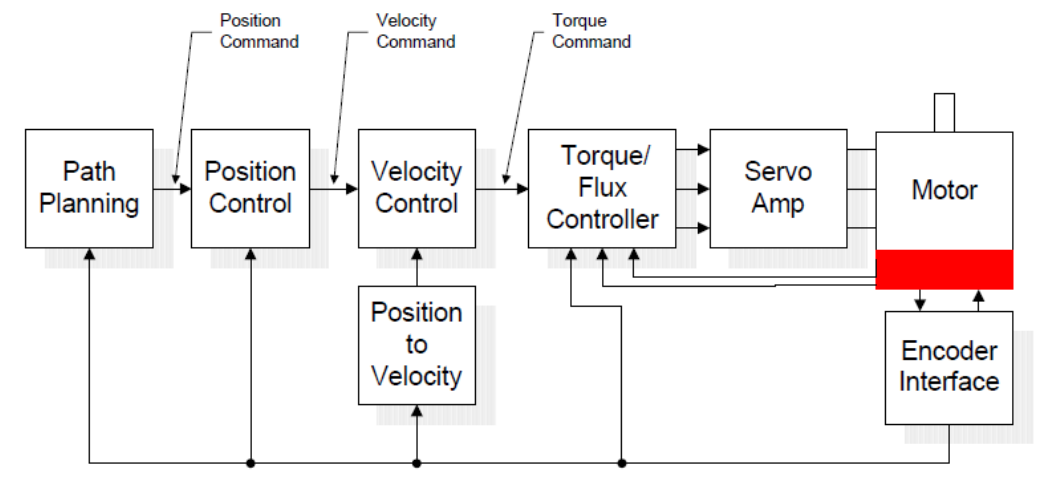 Position
Command
Velocity
Command
Torque
Command
Path
Planning
Position
Control
Velocity
Control
Torque/
Flux
Controller
Servo
Amp
Motor
Position
to
Velocity
Encoder
Interface